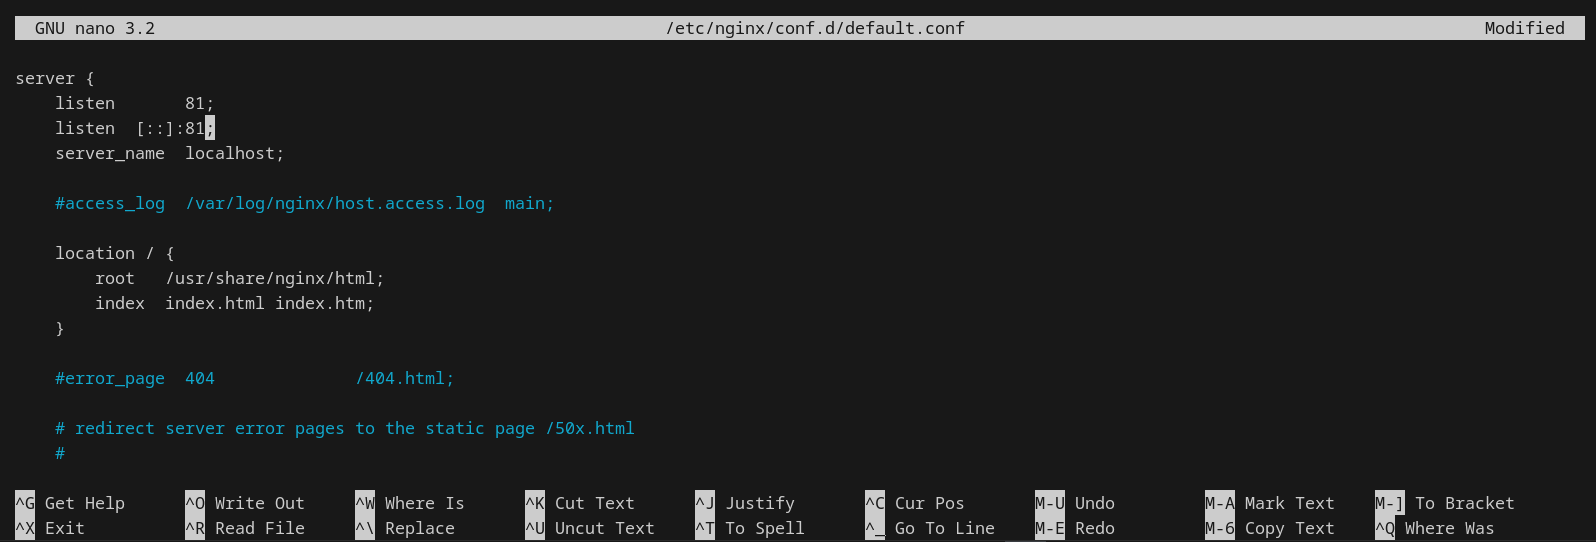 GNU nano 3.2 /etc/nginx/conf.d/default.conf Modified
server {
    listen       81;
    listen  [::]:81;
    server_name  localhost;
    #access_log  /var/log/nginx/host.access.log  main;
    location / {
        root   /usr/share/nginx/html;
        index  index.html index.htm;
    }
    #error_page  404              /404.html;
    # redirect server error pages to the static page /50x.html
    #
^G Get Help ^O Write Out ^W Where Is ^K Cut Text ^J Justify ^C Cur Pos M-U Undo M-A Mark Text M-] To Bracket
^X Exit ^R Read File ^\ Replace ^U Uncut Text ^T To Spell ^_ Go To Line M-E Redo M-6 Copy Text ^Q Where Was